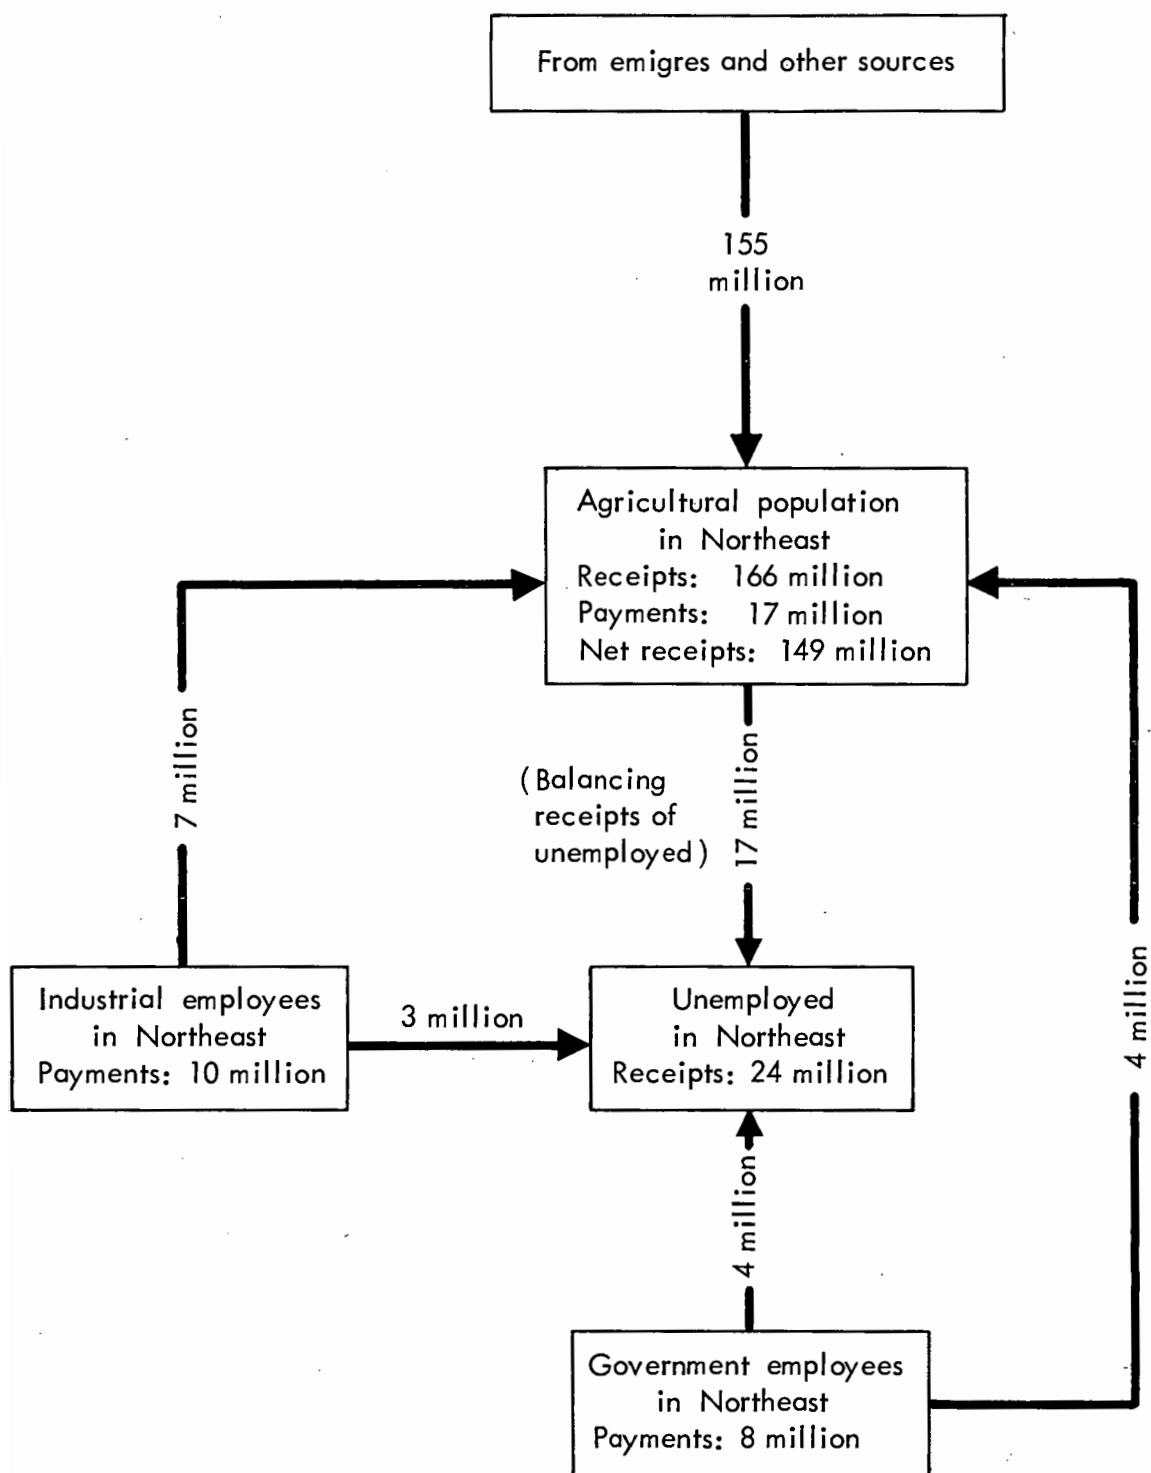 From emigres and other sources
155
million
Agricultural population
in Northeast
Receipts: 166 million
Payments: 17 million
Net receipts: 149 million
7 million
(Balancing
receipts of
unemployed)
17 million
4 million
Industrial employees
in Northeast
Payments: 10 million
3 million
Unemployed
in Northeast
Receipts: 24 million
4 million
Government employees
in Northeast
Payments: 8 million